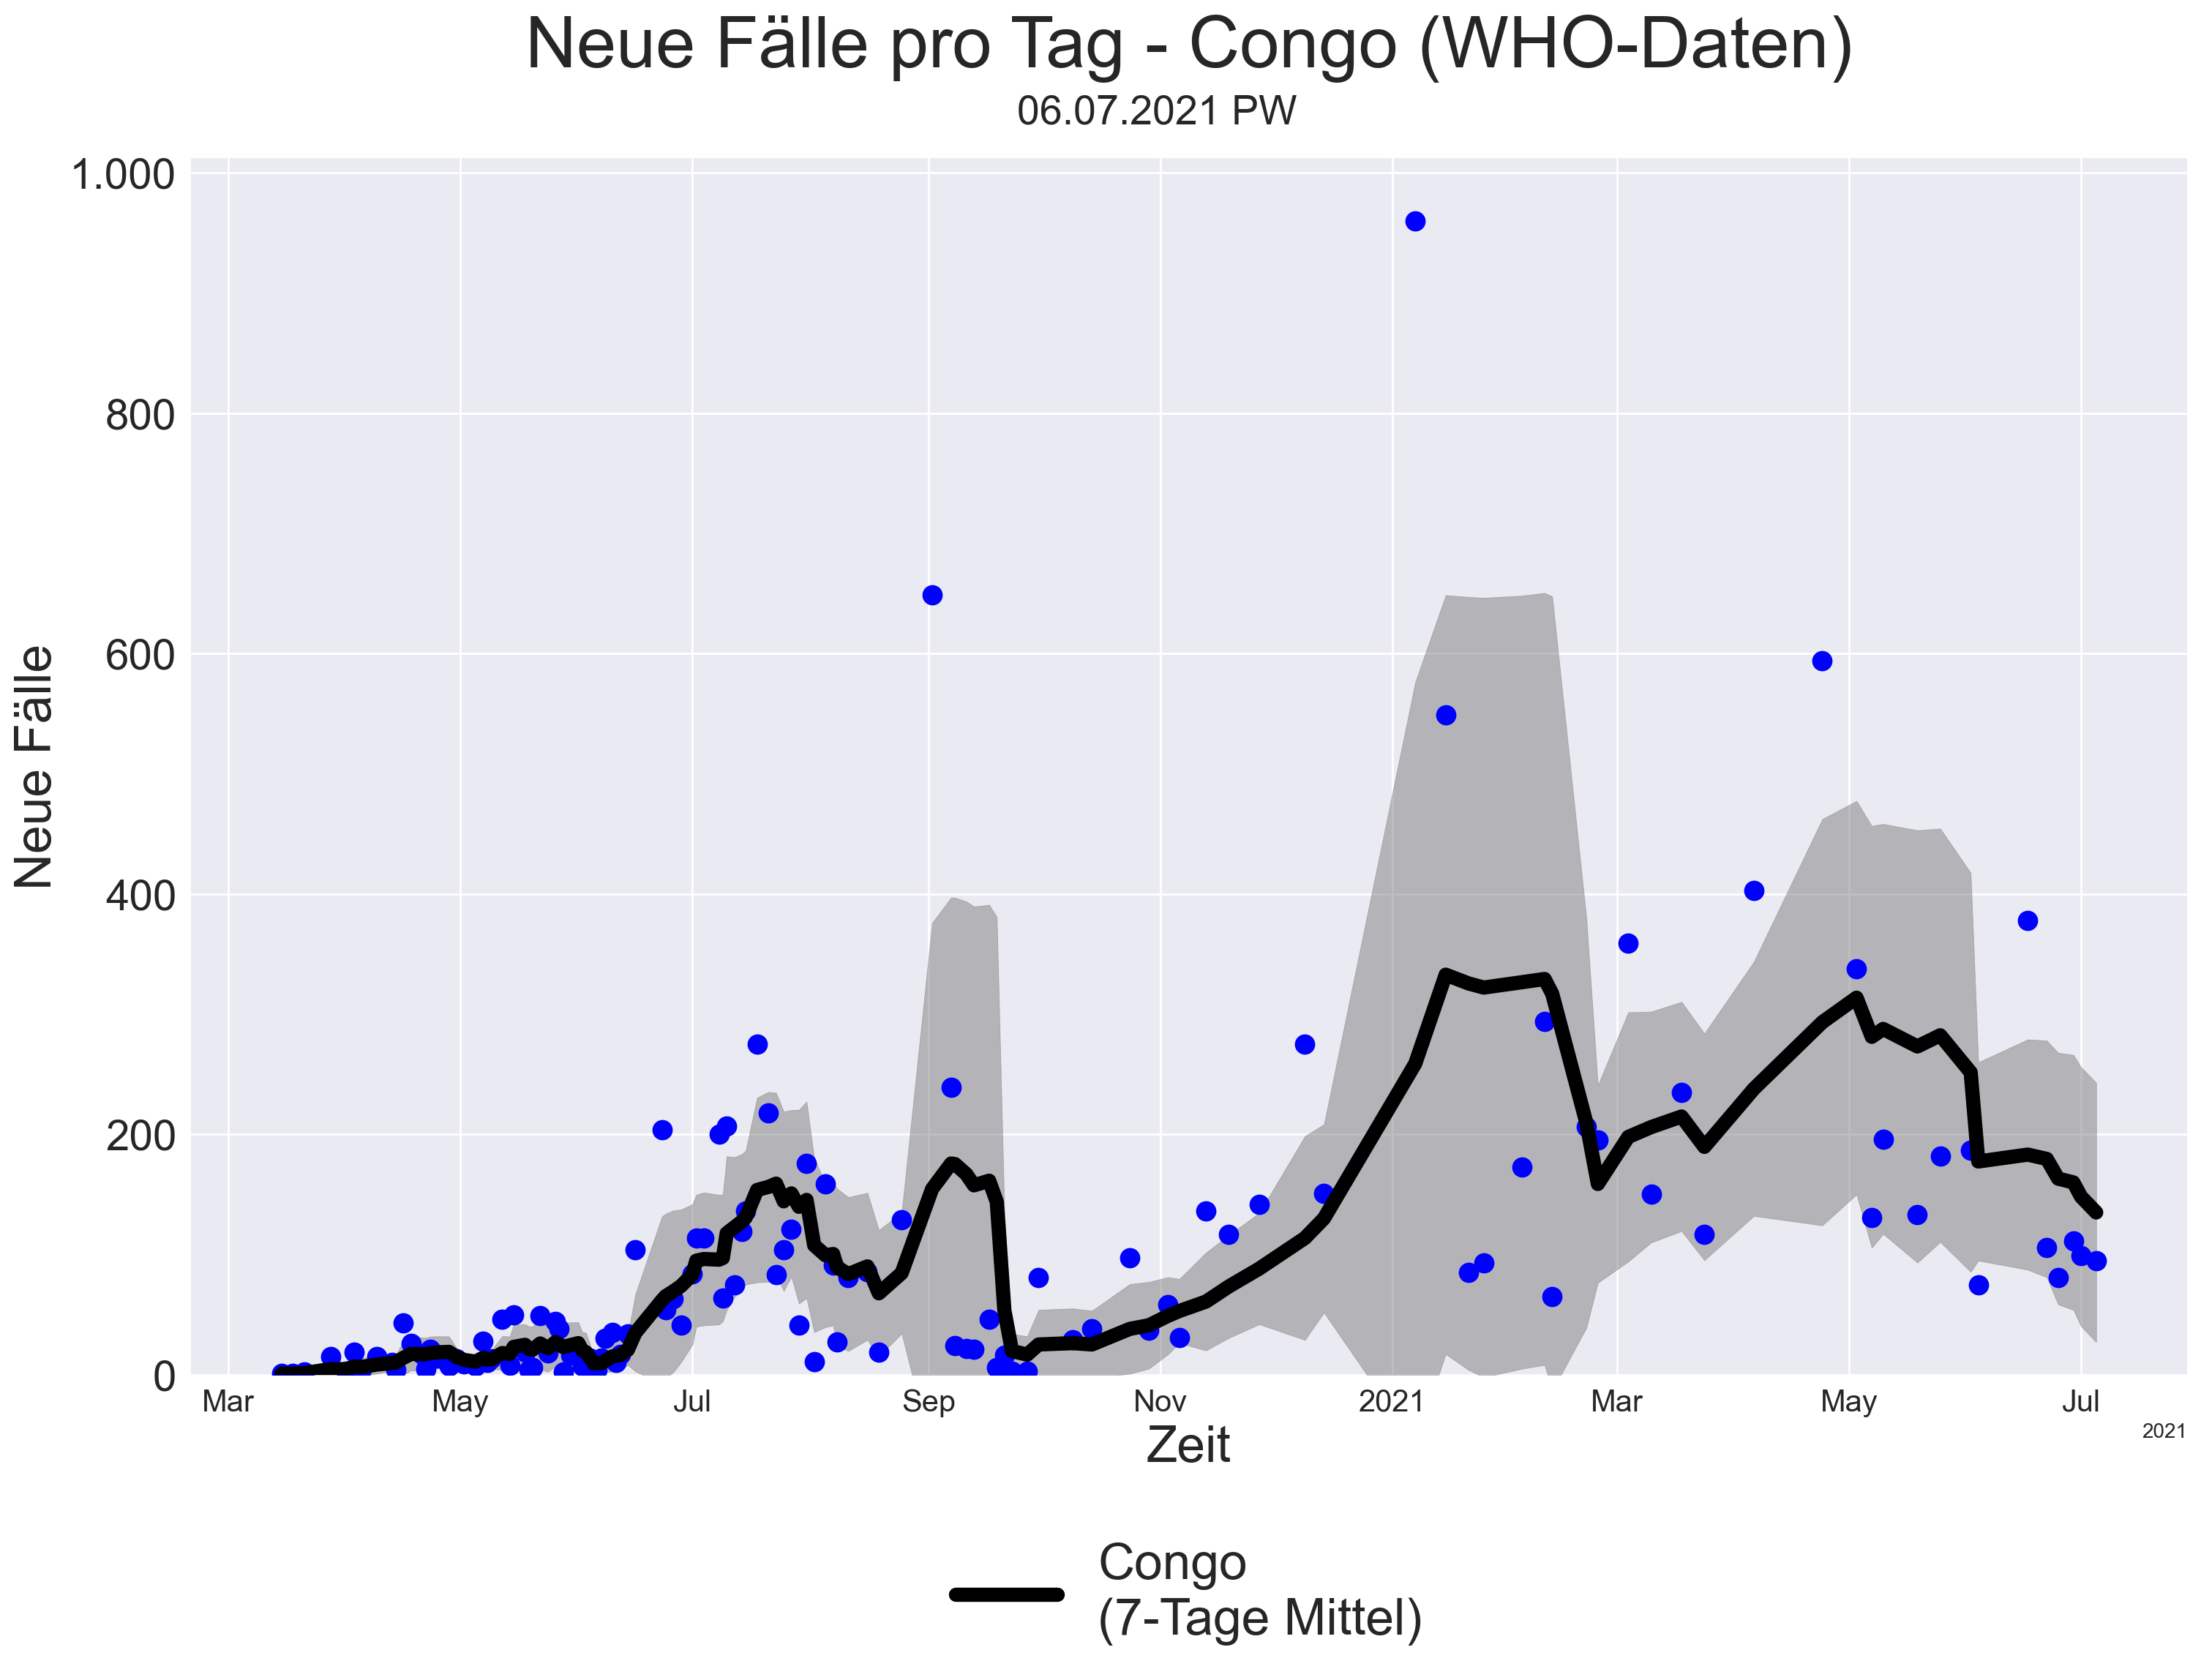 Neue Fälle pro Tag - Congo (WHO-Daten)
06.07.2021 PW
1.000
800
600
400
200
0
Neue Fälle
Mar May Jul Sep Nov 2021 Mar May Jul
2021
Zeit
Congo
(7-Tage Mittel)